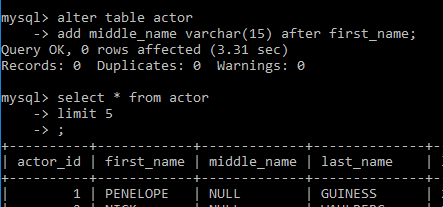 mysql> alter table actor
    -> add middle_name varchar(15) after first_name;
Query OK, 0 rows affected (3.31 sec)
Records: 0  Duplicates: 0  Warnings: 0
mysql> select * from actor
    -> limit 5
    -> ;
+----------+------------+-------------+--------------+
| actor_id | first_name | middle_name | last_name    |
+----------+------------+-------------+--------------+
|        1 | PENELOPE   | NULL        | GUINESS      |